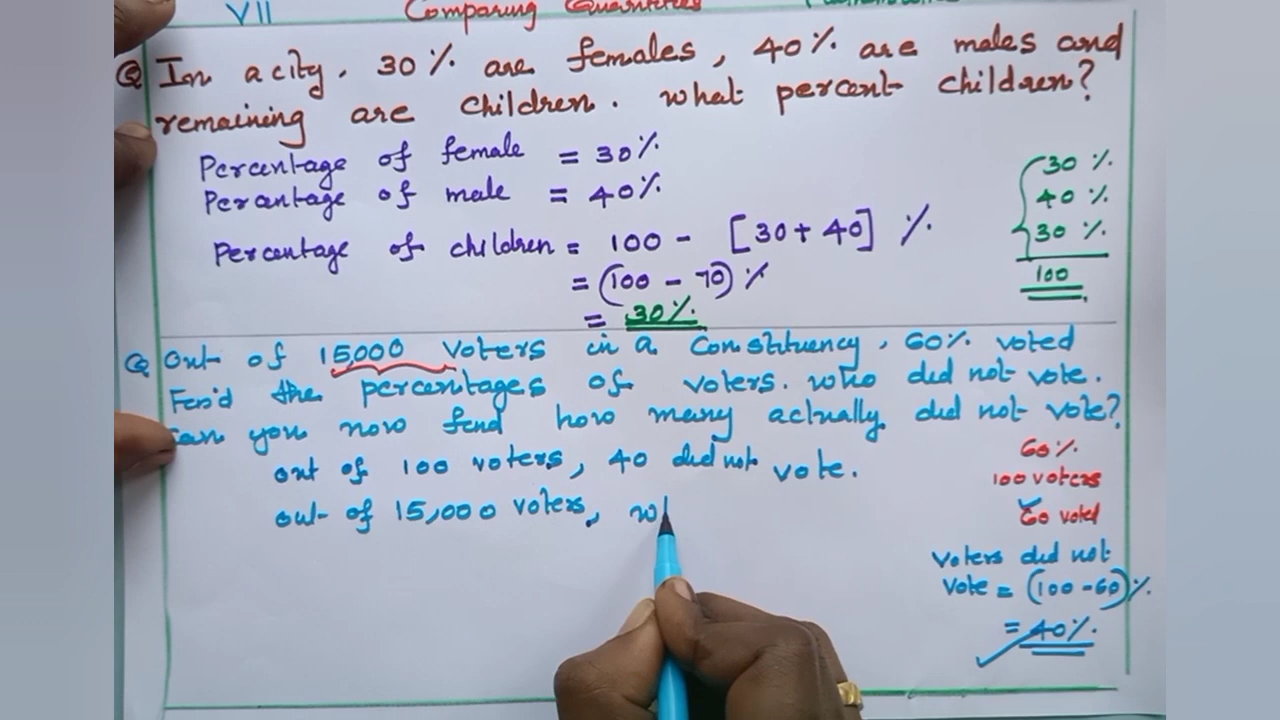 VII Comparing Quantities
Q In a city, 30% are females, 40% are males and
remaining are children. What percent children?
Percentage of female = 30%
Perantage of male = 40%
Percentage of children = 100 - [30 + 40] %
= (100 - 70) %
= 30%
30 %
40 %
30 %
100
Q Out of 15,000 voters in a constituency, 60% voted
Find the percentages of voters. who did not vote.
Can you now find how many actually did not vote?
out of 100 voters, 40 did not vote.
out of 15,000 voters, wh
60%
100 voters
60 voted
Voters did not
vote = (100 - 60)%.
= 40%.